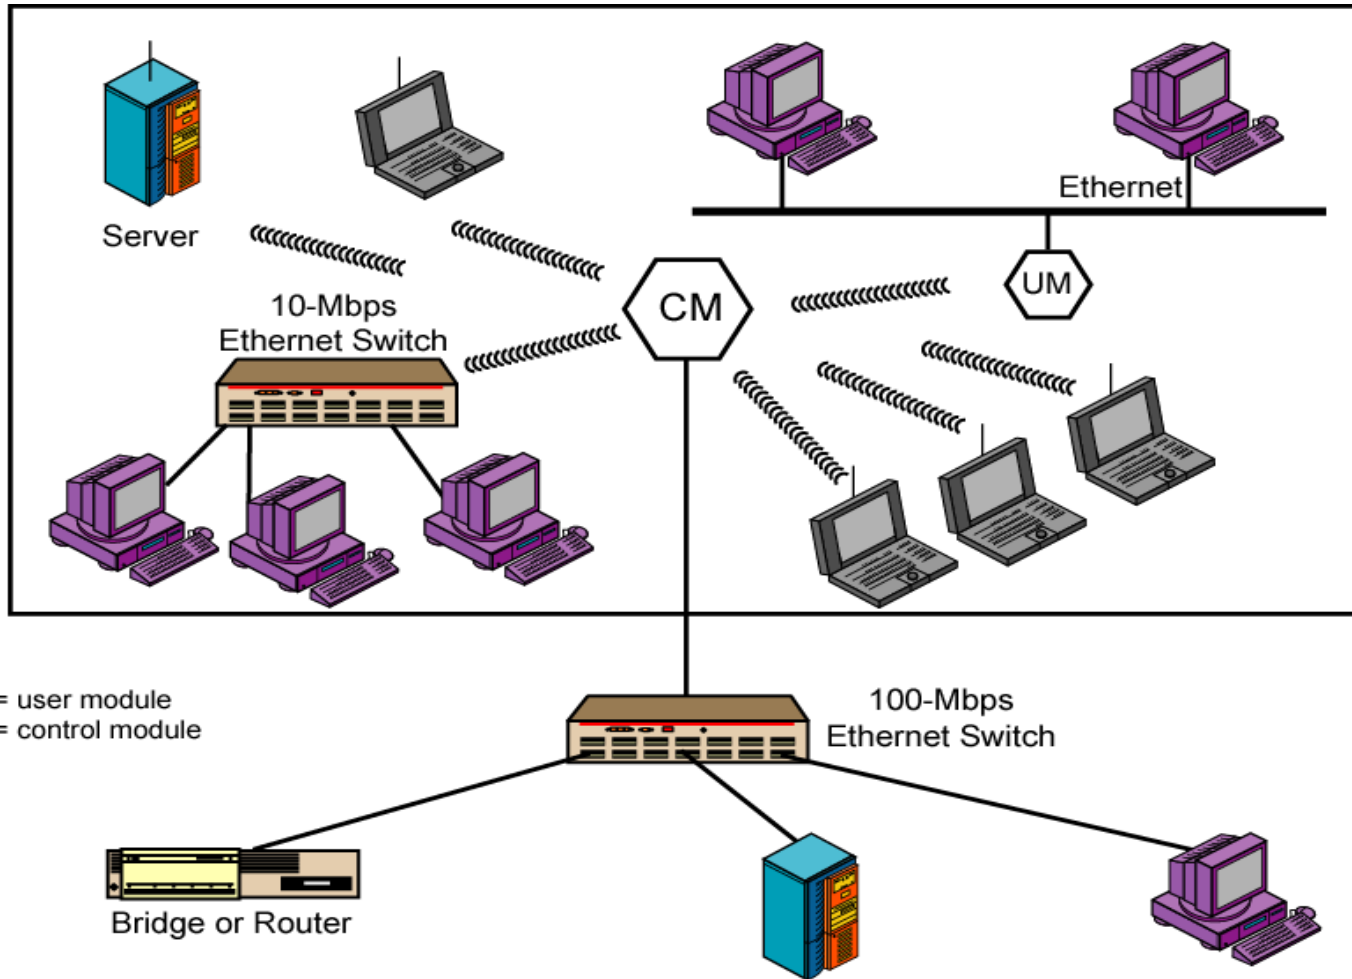 Ethernet
Server
UM
CM
10-Mbps
Ethernet Switch
= user module
= control module
100-Mbps
Ethernet Switch
Bridge or Router